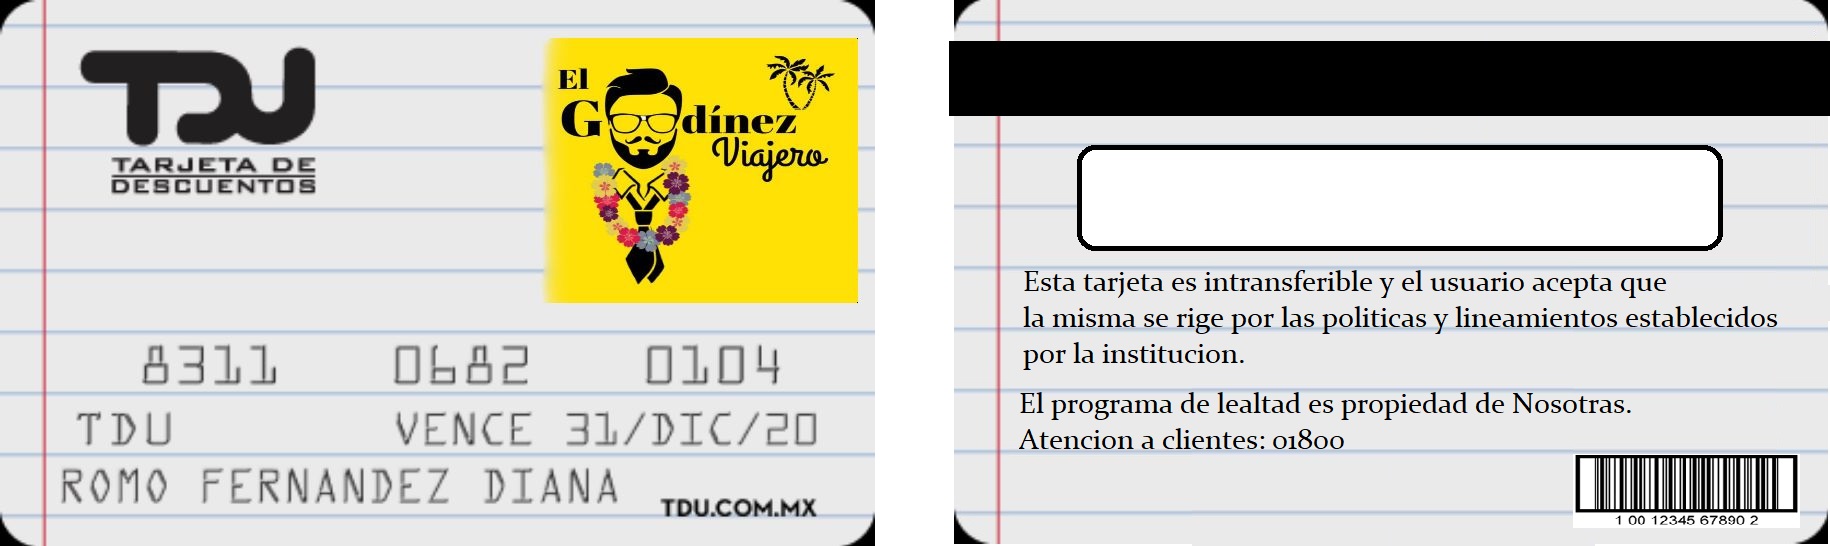 TDU
TARJETA DE
DESCUENTOS
El
Godínez
Viajero
8311 0682 0104
TDU VENCE 31/DIC/20
ROMO FERNANDEZ DIANA
TDU.COM.MX
Esta tarjeta es intransferible y el usuario acepta que
la misma se rige por las politicas y lineamientos establecidos
por la institucion.
El programa de lealtad es propiedad de Nosotras.
Atencion a clientes: 01800
1 00 12345 67890 2